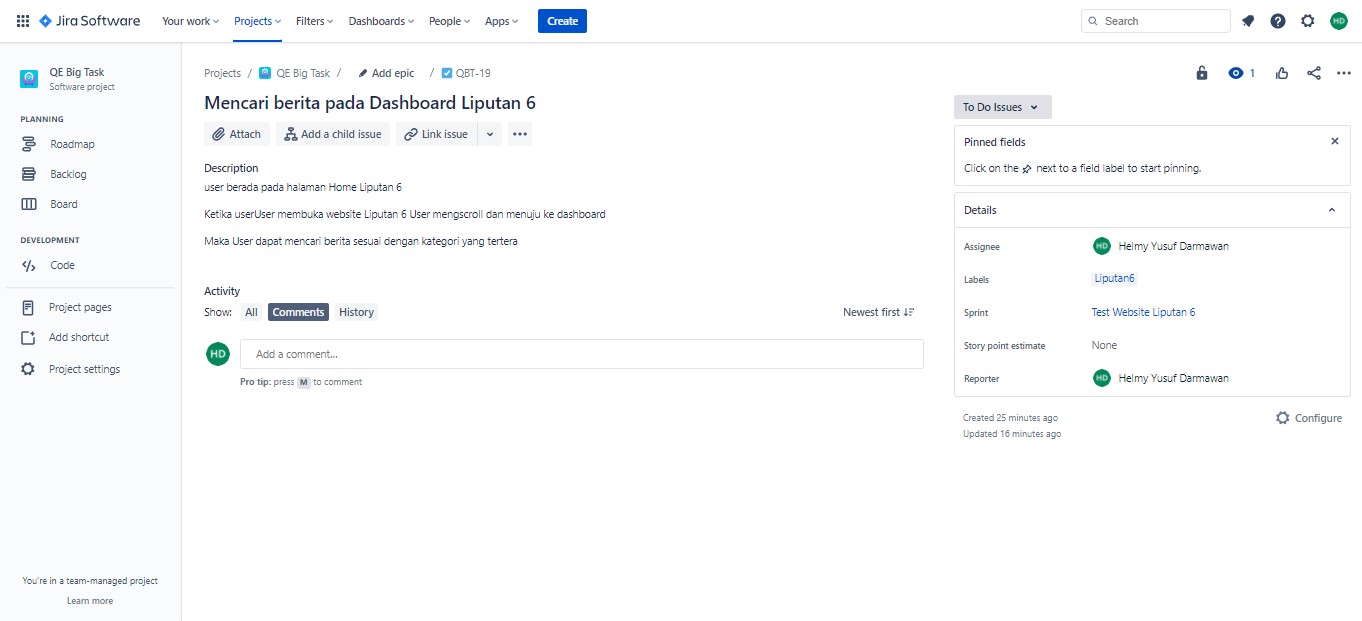 Jira Software Your work Projects Filters Dashboards People Apps Create Search HD
QE Big Task
Software project
PLANNING
Roadmap
Backlog
Board
DEVELOPMENT
Code
Project pages
Add shortcut
Project settings
You're in a team-managed project
Learn more
Projects / QE Big Task / Add epic / QBT-19
1
Mencari berita pada Dashboard Liputan 6
Attach Add a child issue Link issue
Description
user berada pada halaman Home Liputan 6
Ketika userUser membuka website Liputan 6 User mengscroll dan menuju ke dashboard
Maka User dapat mencari berita sesuai dengan kategori yang tertera
Activity
Show: All Comments History Newest first
HD Add a comment...
Pro tip: press M to comment
To Do Issues
Pinned fields
Click on the next to a field label to start pinning.
Details
Assignee HD Helmy Yusuf Darmawan
Labels Liputan6
Sprint Test Website Liputan 6
Story point estimate None
Reporter HD Helmy Yusuf Darmawan
Created 25 minutes ago Configure
Updated 16 minutes ago